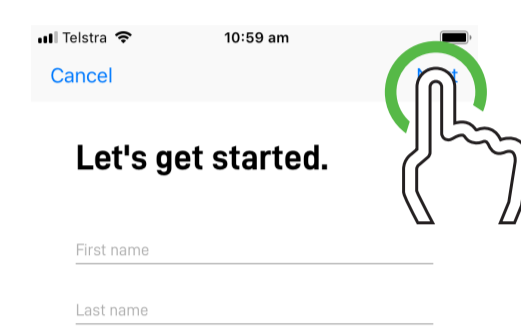 Telstra 10:59 am
Cancel
Let's get started.
First name
Last name